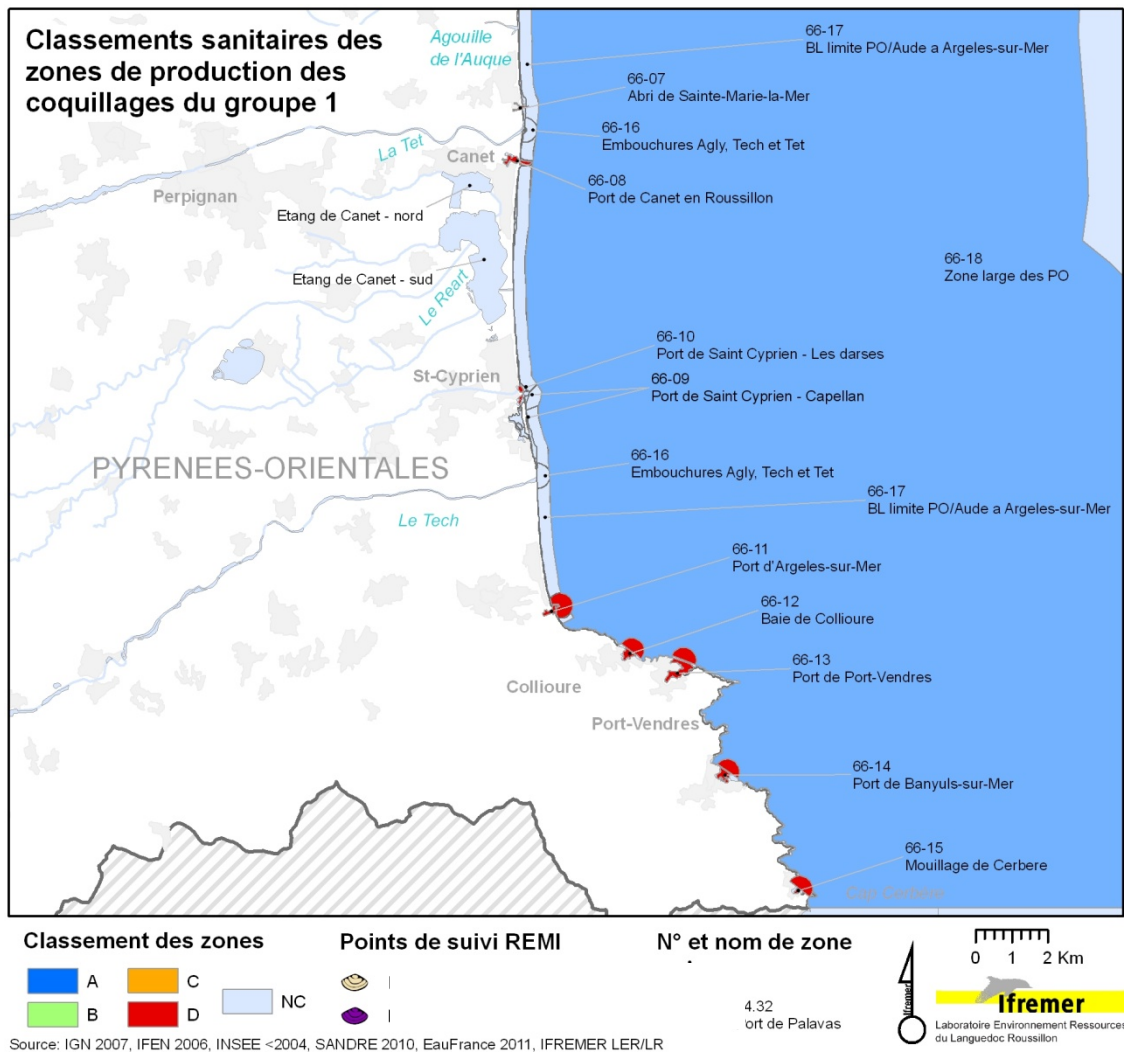 Classements sanitaires des
zones de production des
coquillages du groupe 1
Agouille
de l'Auque
66-17
BL limite PO/Aude a Argeles-sur-Mer
66-07
Abri de Sainte-Marie-la-Mer
66-16
Embouchures Agly, Tech et Tet
La Tet
Canet
66-08
Port de Canet en Roussillon
Perpignan
Etang de Canet - nord
66-18
Zone large des PO
Etang de Canet - sud
Le Reart
66-10
Port de Saint Cyprien - Les darses
St-Cyprien
66-09
Port de Saint Cyprien - Capellan
PYRENEES-ORIENTALES
66-16
Embouchures Agly, Tech et Tet
66-17
BL limite PO/Aude a Argeles-sur-Mer
Le Tech
66-11
Port d'Argeles-sur-Mer
66-12
Baie de Collioure
66-13
Port de Port-Vendres
Collioure
Port-Vendres
66-14
Port de Banyuls-sur-Mer
66-15
Mouillage de Cerbere
Cap
Classement des zones
A
C
NC
B
D
Points de suivi REMI
N° et nom de zone
4.32
ort de Palavas
0 1 2 Km
Ifremer
Ifremer
Laboratoire Environnement Ressources
du Languedoc Roussillon
Source: IGN 2007, IFEN 2006, INSEE <2004, SANDRE 2010, EauFrance 2011, IFREMER LER/LR